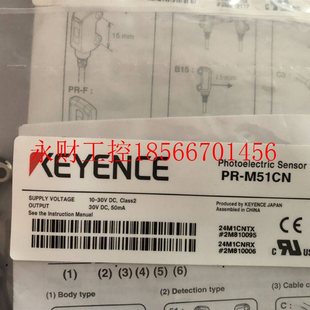 15 mm
PR-F:
B15:
C3
永财工控18566701456
KEYENCE
Photoelectric Sensor
PR-M51CN
SUPPLY VOLTAGE 10-30V DC, Class2
OUTPUT 30V DC, 50mA
See the Instruction Manual
Produced by KEYENCE JAPAN
Assembled in CHINA
24M1CNTX
#2M810095
24M1CNRX
#2M810006
(1) (2) (3) (4) (5) (6)
(1) Body type
(2) Detection type
(3) Cable c